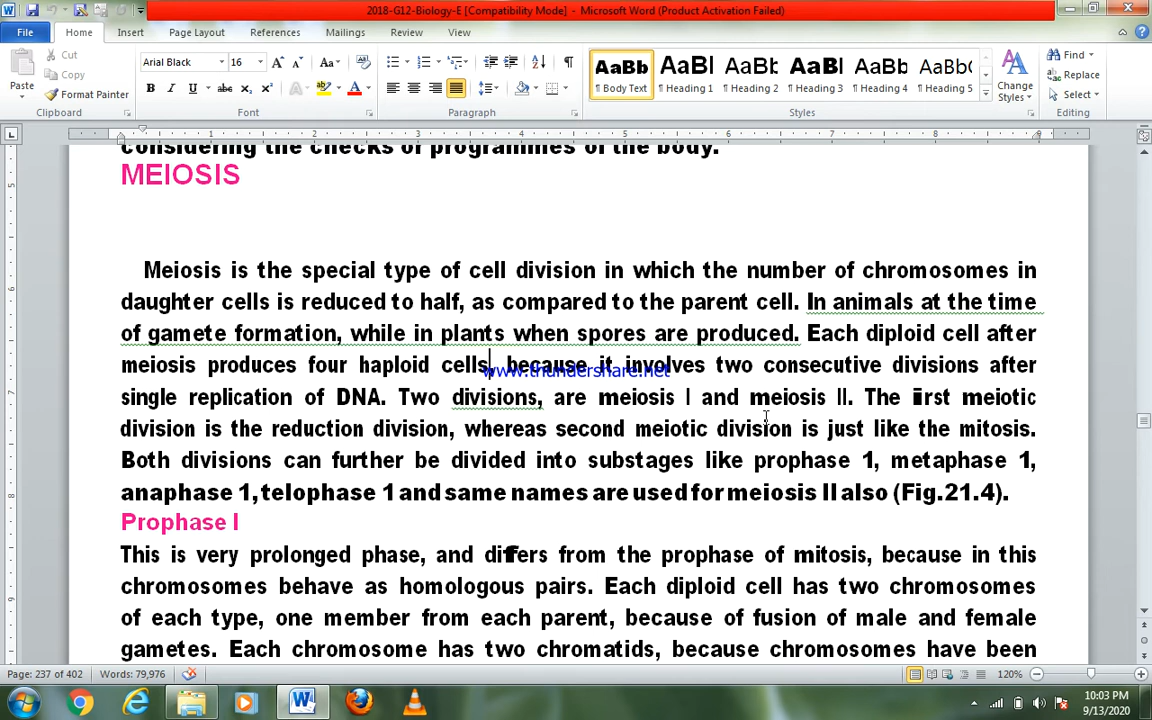 2018-G12-Biology-E [Compatibility Mode] - Microsoft Word (Product Activation Failed)
File Home Insert Page Layout References Mailings Review View
Paste Cut Copy Format Painter
Arial Black 16
AaBb AaBl AaBb AaBl AaBb AaBb
¶ Body Text ¶ Heading 1 ¶ Heading 2 ¶ Heading 3 ¶ Heading 4 ¶ Heading 5
Change Styles
Find Replace Select
Clipboard Font Paragraph Styles Editing
1 2 3 4 5 6 7 8 9
considering the checks or programmes of the body.
MEIOSIS
Meiosis is the special type of cell division in which the number of chromosomes in
daughter cells is reduced to half, as compared to the parent cell. In animals at the time
of gamete formation, while in plants when spores are produced. Each diploid cell after
meiosis produces four haploid cells, because it involves two consecutive divisions after
www.thundershare.net
single replication of DNA. Two divisions, are meiosis I and meiosis II. The irst meiotic
division is the reduction division, whereas second meiotic division is just like the mitosis.
Both divisions can further be divided into substages like prophase 1, metaphase 1,
anaphase 1, telophase 1 and same names are used for meiosis II also (Fig.21.4).
Prophase I
This is very prolonged phase, and differs from the prophase of mitosis, because in this
chromosomes behave as homologous pairs. Each diploid cell has two chromosomes
of each type, one member from each parent, because of fusion of male and female
gametes. Each chromosome has two chromatids, because chromosomes have been
Page: 237 of 402 Words: 79,976 120%
10:03 PM
9/13/2020